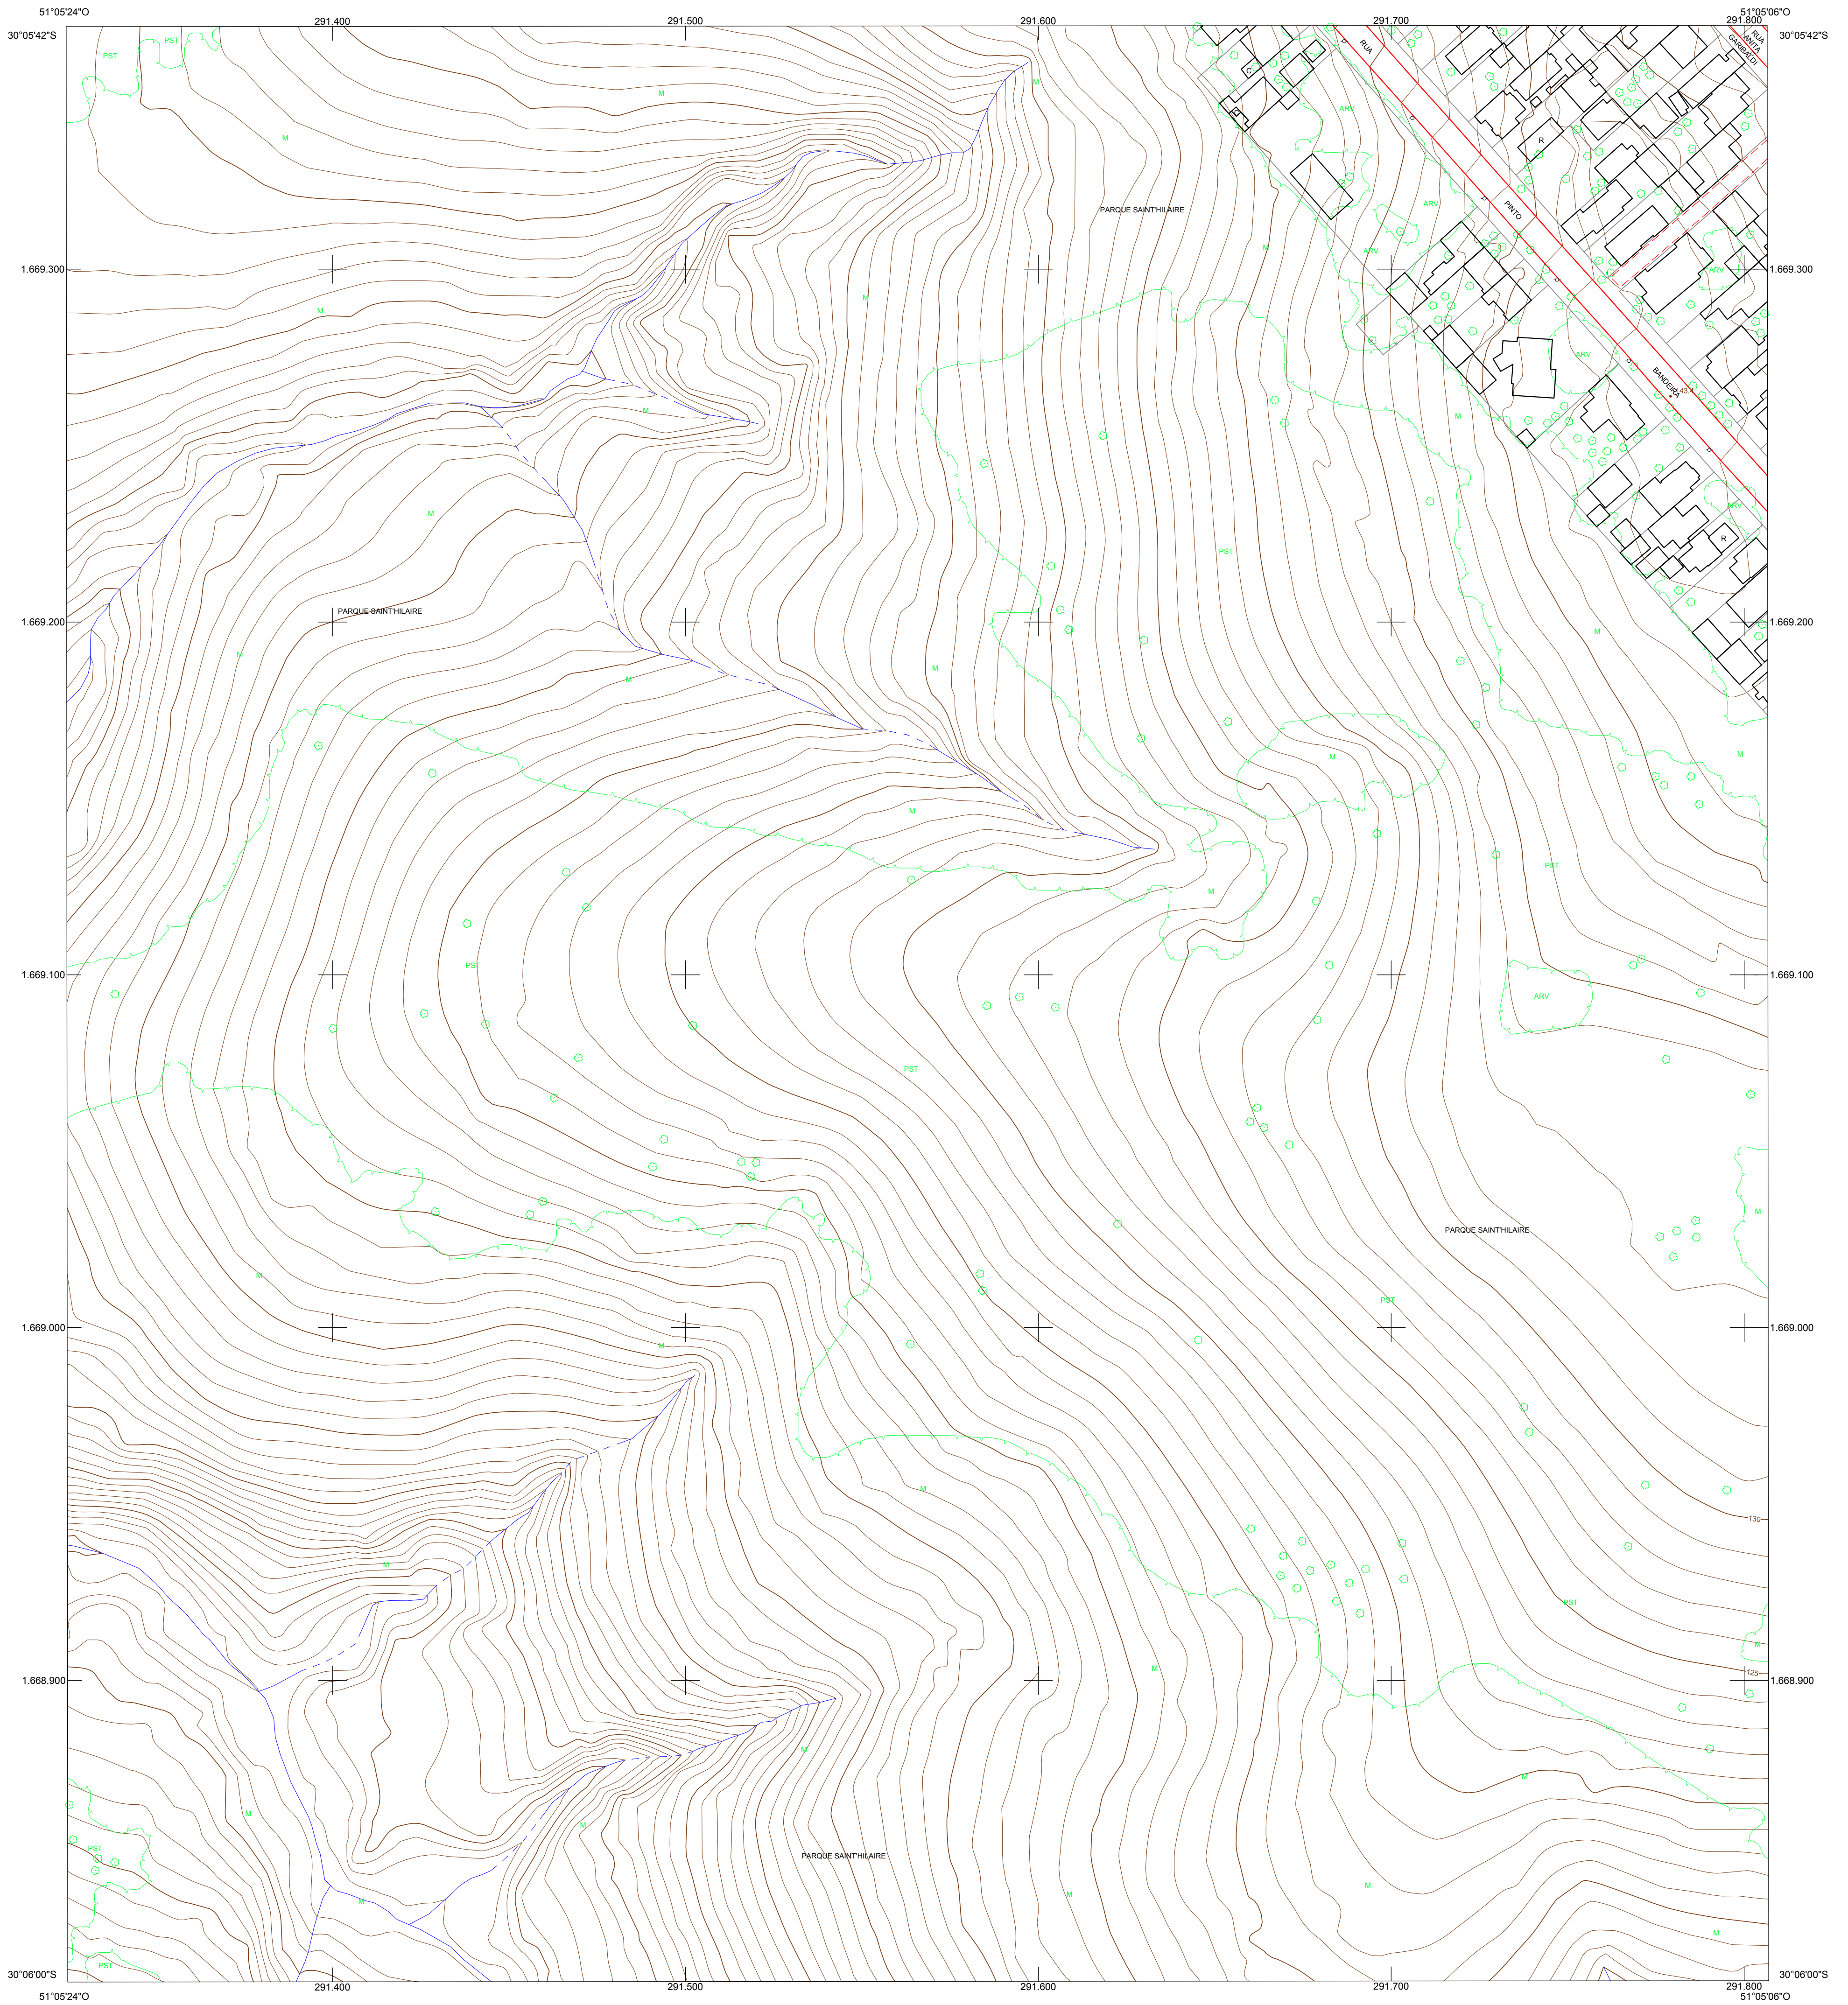 51°05'24"O
51°05'06"O
30°05'42"S
291.400
291.500
291.600
291.700
291.800
30°05'42"S
PST
PST
M
M
M
ARV
C
RUA
RUA
ANITA
GARIBALDI
R
PARQUE SAINT'HILAIRE
ARV
PINTO
M
ARV
1.669.300
ARV
1.669.300
M
M
ARV
BANDEIRA
143,4
M
M
M
ARV
R
PST
PARQUE SAINT'HILAIRE
1.669.200
M
1.669.200
M
M
M
M
M
M
PST
M
PST
1.669.100
1.669.100
ARV
PST
M
PARQUE SAINT'HILAIRE
M
PST
1.669.000
1.669.000
M
M
130
M
PST
M
M
125
1.668.900
1.668.900
M
M
M
M
PST
PARQUE SAINT'HILAIRE
M
M
M
M
PST
30°06'00"S
291.400
291.500
291.600
291.700
291.800
30°06'00"S
51°05'24"O
51°05'06"O